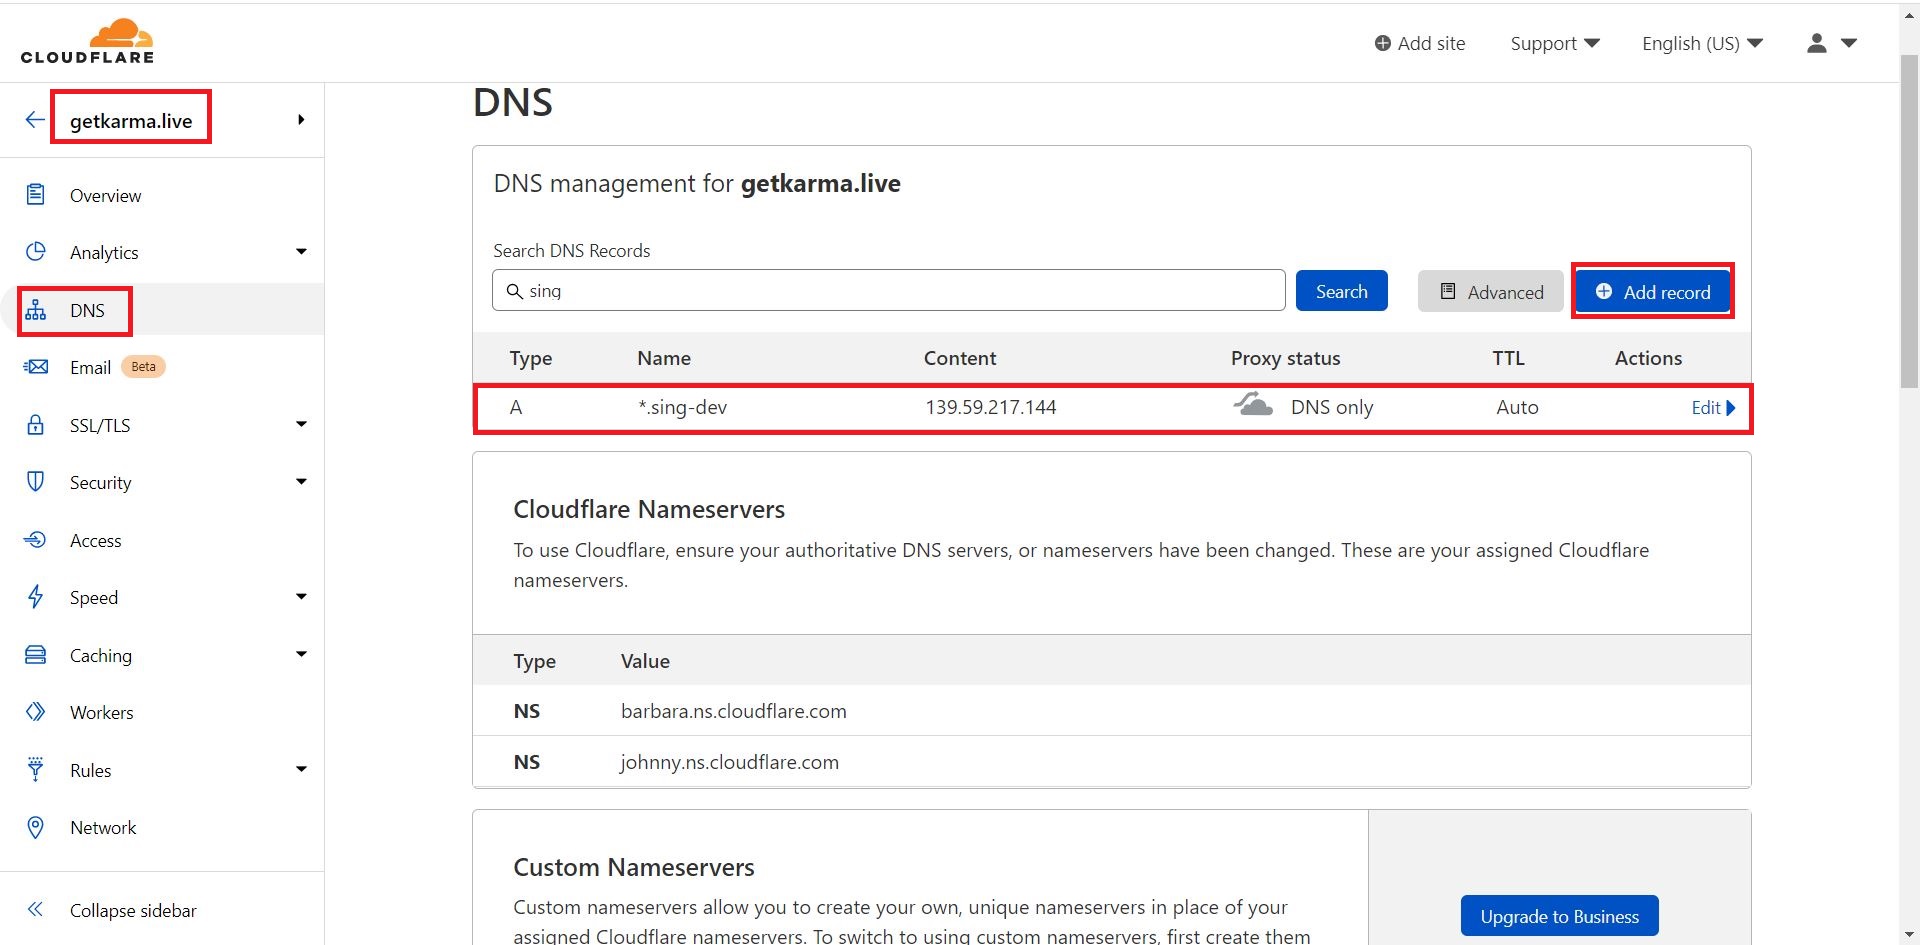 CLOUDFLARE
Add site
Support
English (US)
getkarma.live
Overview
Analytics
DNS
Email Beta
SSL/TLS
Security
Access
Speed
Caching
Workers
Rules
Network
Collapse sidebar
DNS
DNS management for getkarma.live
Search DNS Records
sing
Search
Advanced
Add record
Type Name Content Proxy status TTL Actions
A *.sing-dev 139.59.217.144 DNS only Auto Edit
Cloudflare Nameservers
To use Cloudflare, ensure your authoritative DNS servers, or nameservers have been changed. These are your assigned Cloudflare
nameservers.
Type Value
NS barbara.ns.cloudflare.com
NS johnny.ns.cloudflare.com
Custom Nameservers
Custom nameservers allow you to create your own, unique nameservers in place of your
assigned Cloudflare nameservers. To switch to using custom nameservers, first create them
Upgrade to Business